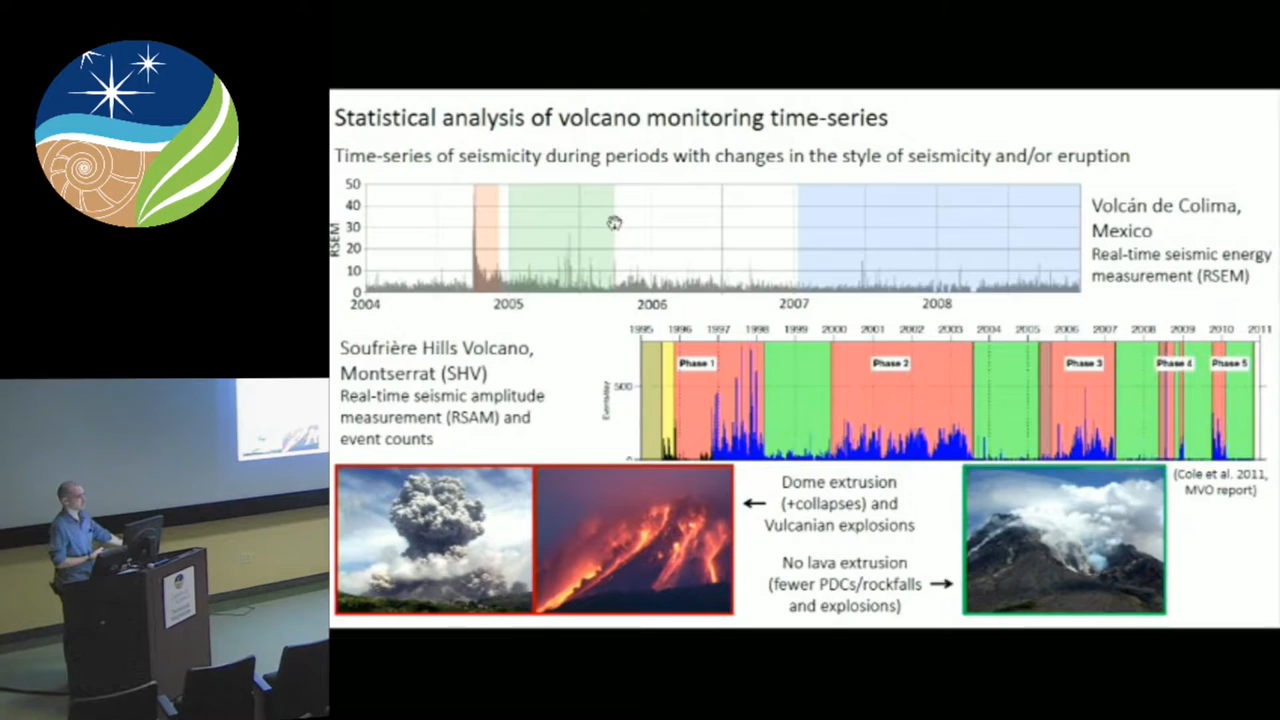 Statistical analysis of volcano monitoring time-series
Time-series of seismicity during periods with changes in the style of seismicity and/or eruption
50
40
30
20
10
0
RSEM
2004 2005 2006 2007 2008
Volcán de Colima,
Mexico
Real-time seismic energy
measurement (RSEM)
Soufrière Hills Volcano,
Montserrat (SHV)
Real-time seismic amplitude
measurement (RSAM) and
event counts
1995 1996 1997 1998 1999 2000 2001 2002 2003 2004 2005 2006 2007 2008 2009 2010 2011
Phase 1 Phase 2 Phase 3 Phase 4 Phase 5
500
0
(Cole et al. 2011,
MVO report)
Dome extrusion
(+collapses) and
Vulcanian explosions
No lava extrusion
(fewer PDCs/rockfalls
and explosions)